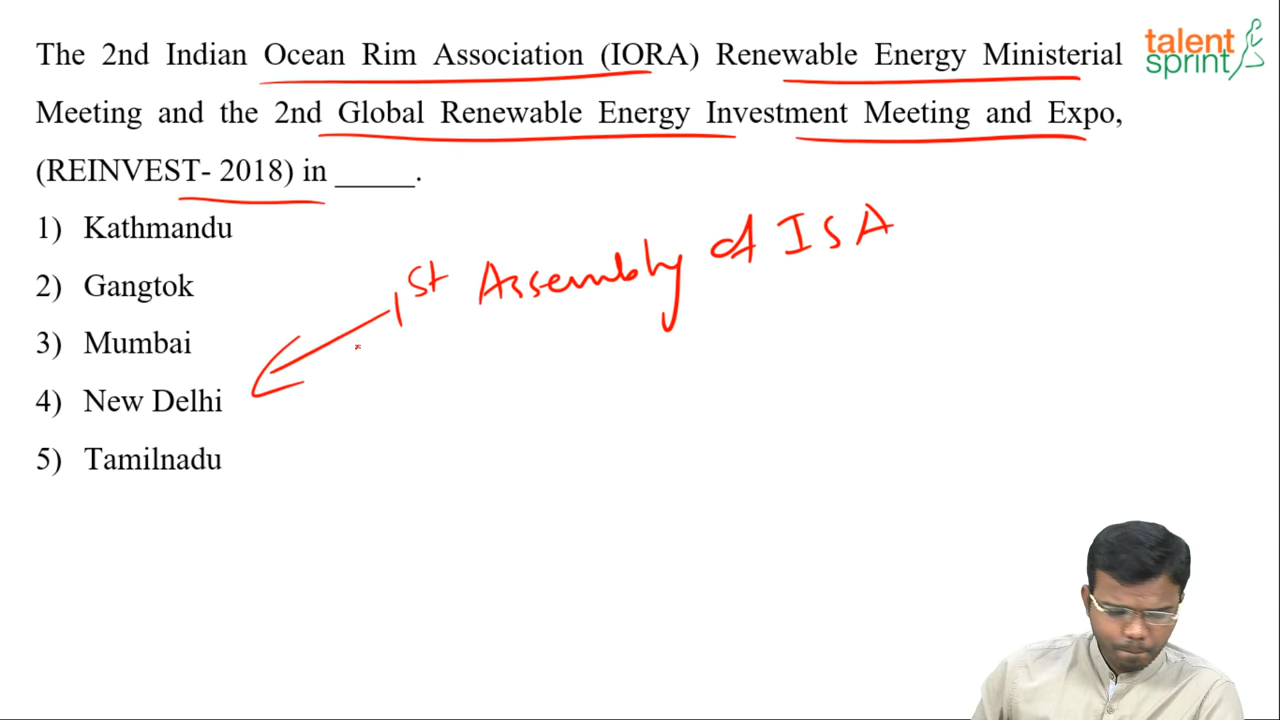 The 2nd Indian Ocean Rim Association (IORA) Renewable Energy Ministerial
Meeting and the 2nd Global Renewable Energy Investment Meeting and Expo,
(REINVEST- 2018) in _____.
1) Kathmandu
2) Gangtok
3) Mumbai
4) New Delhi
5) Tamilnadu
1st Assembly of ISA
talent
sprint